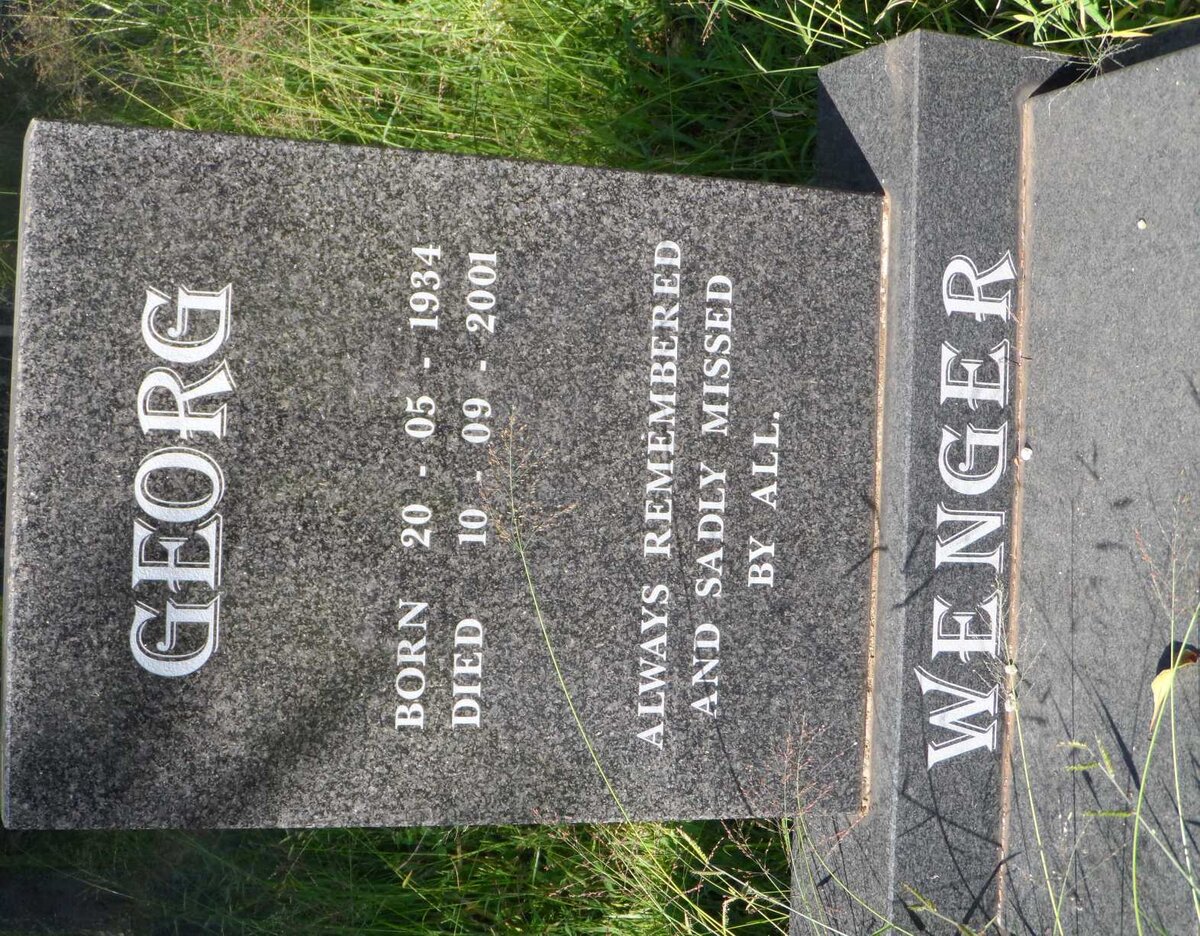 GEORG
BORN 20 - 05 - 1934
DIED 10 - 09 - 2001
ALWAYS REMEMBERED
AND SADLY MISSED
BY ALL.
WENGER